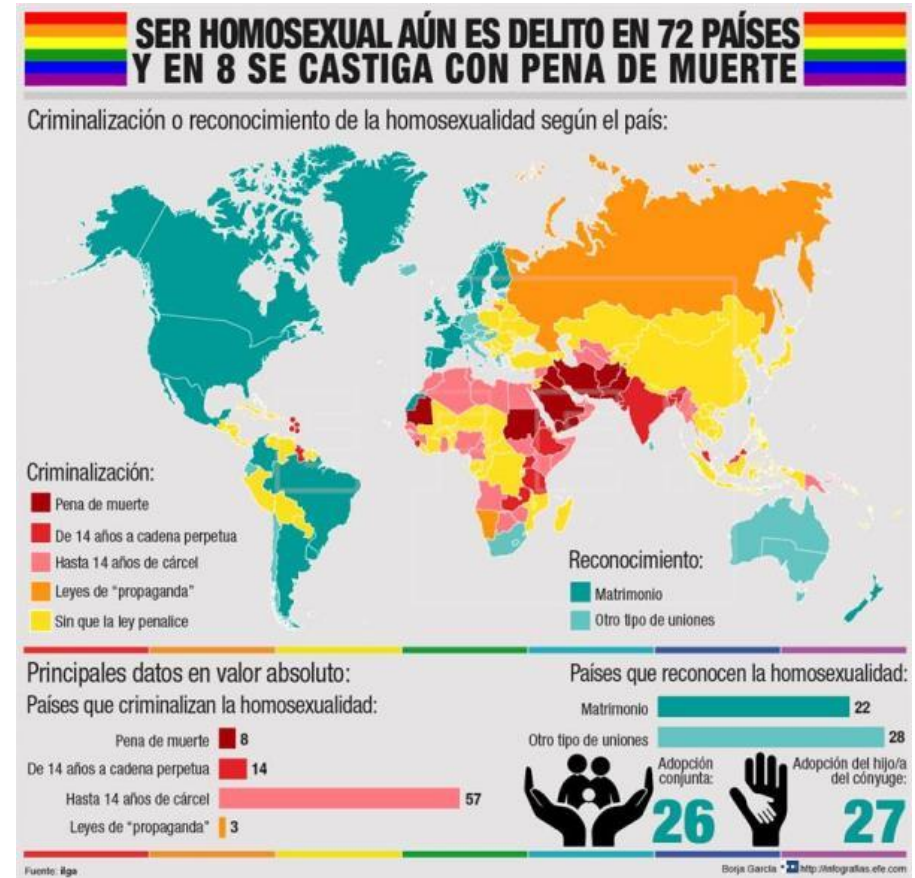 SER HOMOSEXUAL AÚN ES DELITO EN 72 PAÍSES
Y EN 8 SE CASTIGA CON PENA DE MUERTE
Criminalización o reconocimiento de la homosexualidad según el país:
Criminalización:
Pena de muerte
De 14 años a cadena perpetua
Hasta 14 años de cárcel
Leyes de “propaganda”
Sin que la ley penalice
Reconocimiento:
Matrimonio
Otro tipo de uniones
Principales datos en valor absoluto:
Países que criminalizan la homosexualidad:
Pena de muerte 8
De 14 años a cadena perpetua 14
Hasta 14 años de cárcel 57
Leyes de “propaganda” 3
Países que reconocen la homosexualidad:
Matrimonio 22
Otro tipo de uniones 28
Adopción
conjunta:
26
Adopción del hijo/a
del cónyuge:
27
Fuente: ilga
Borja García * http://infografias.efe.com